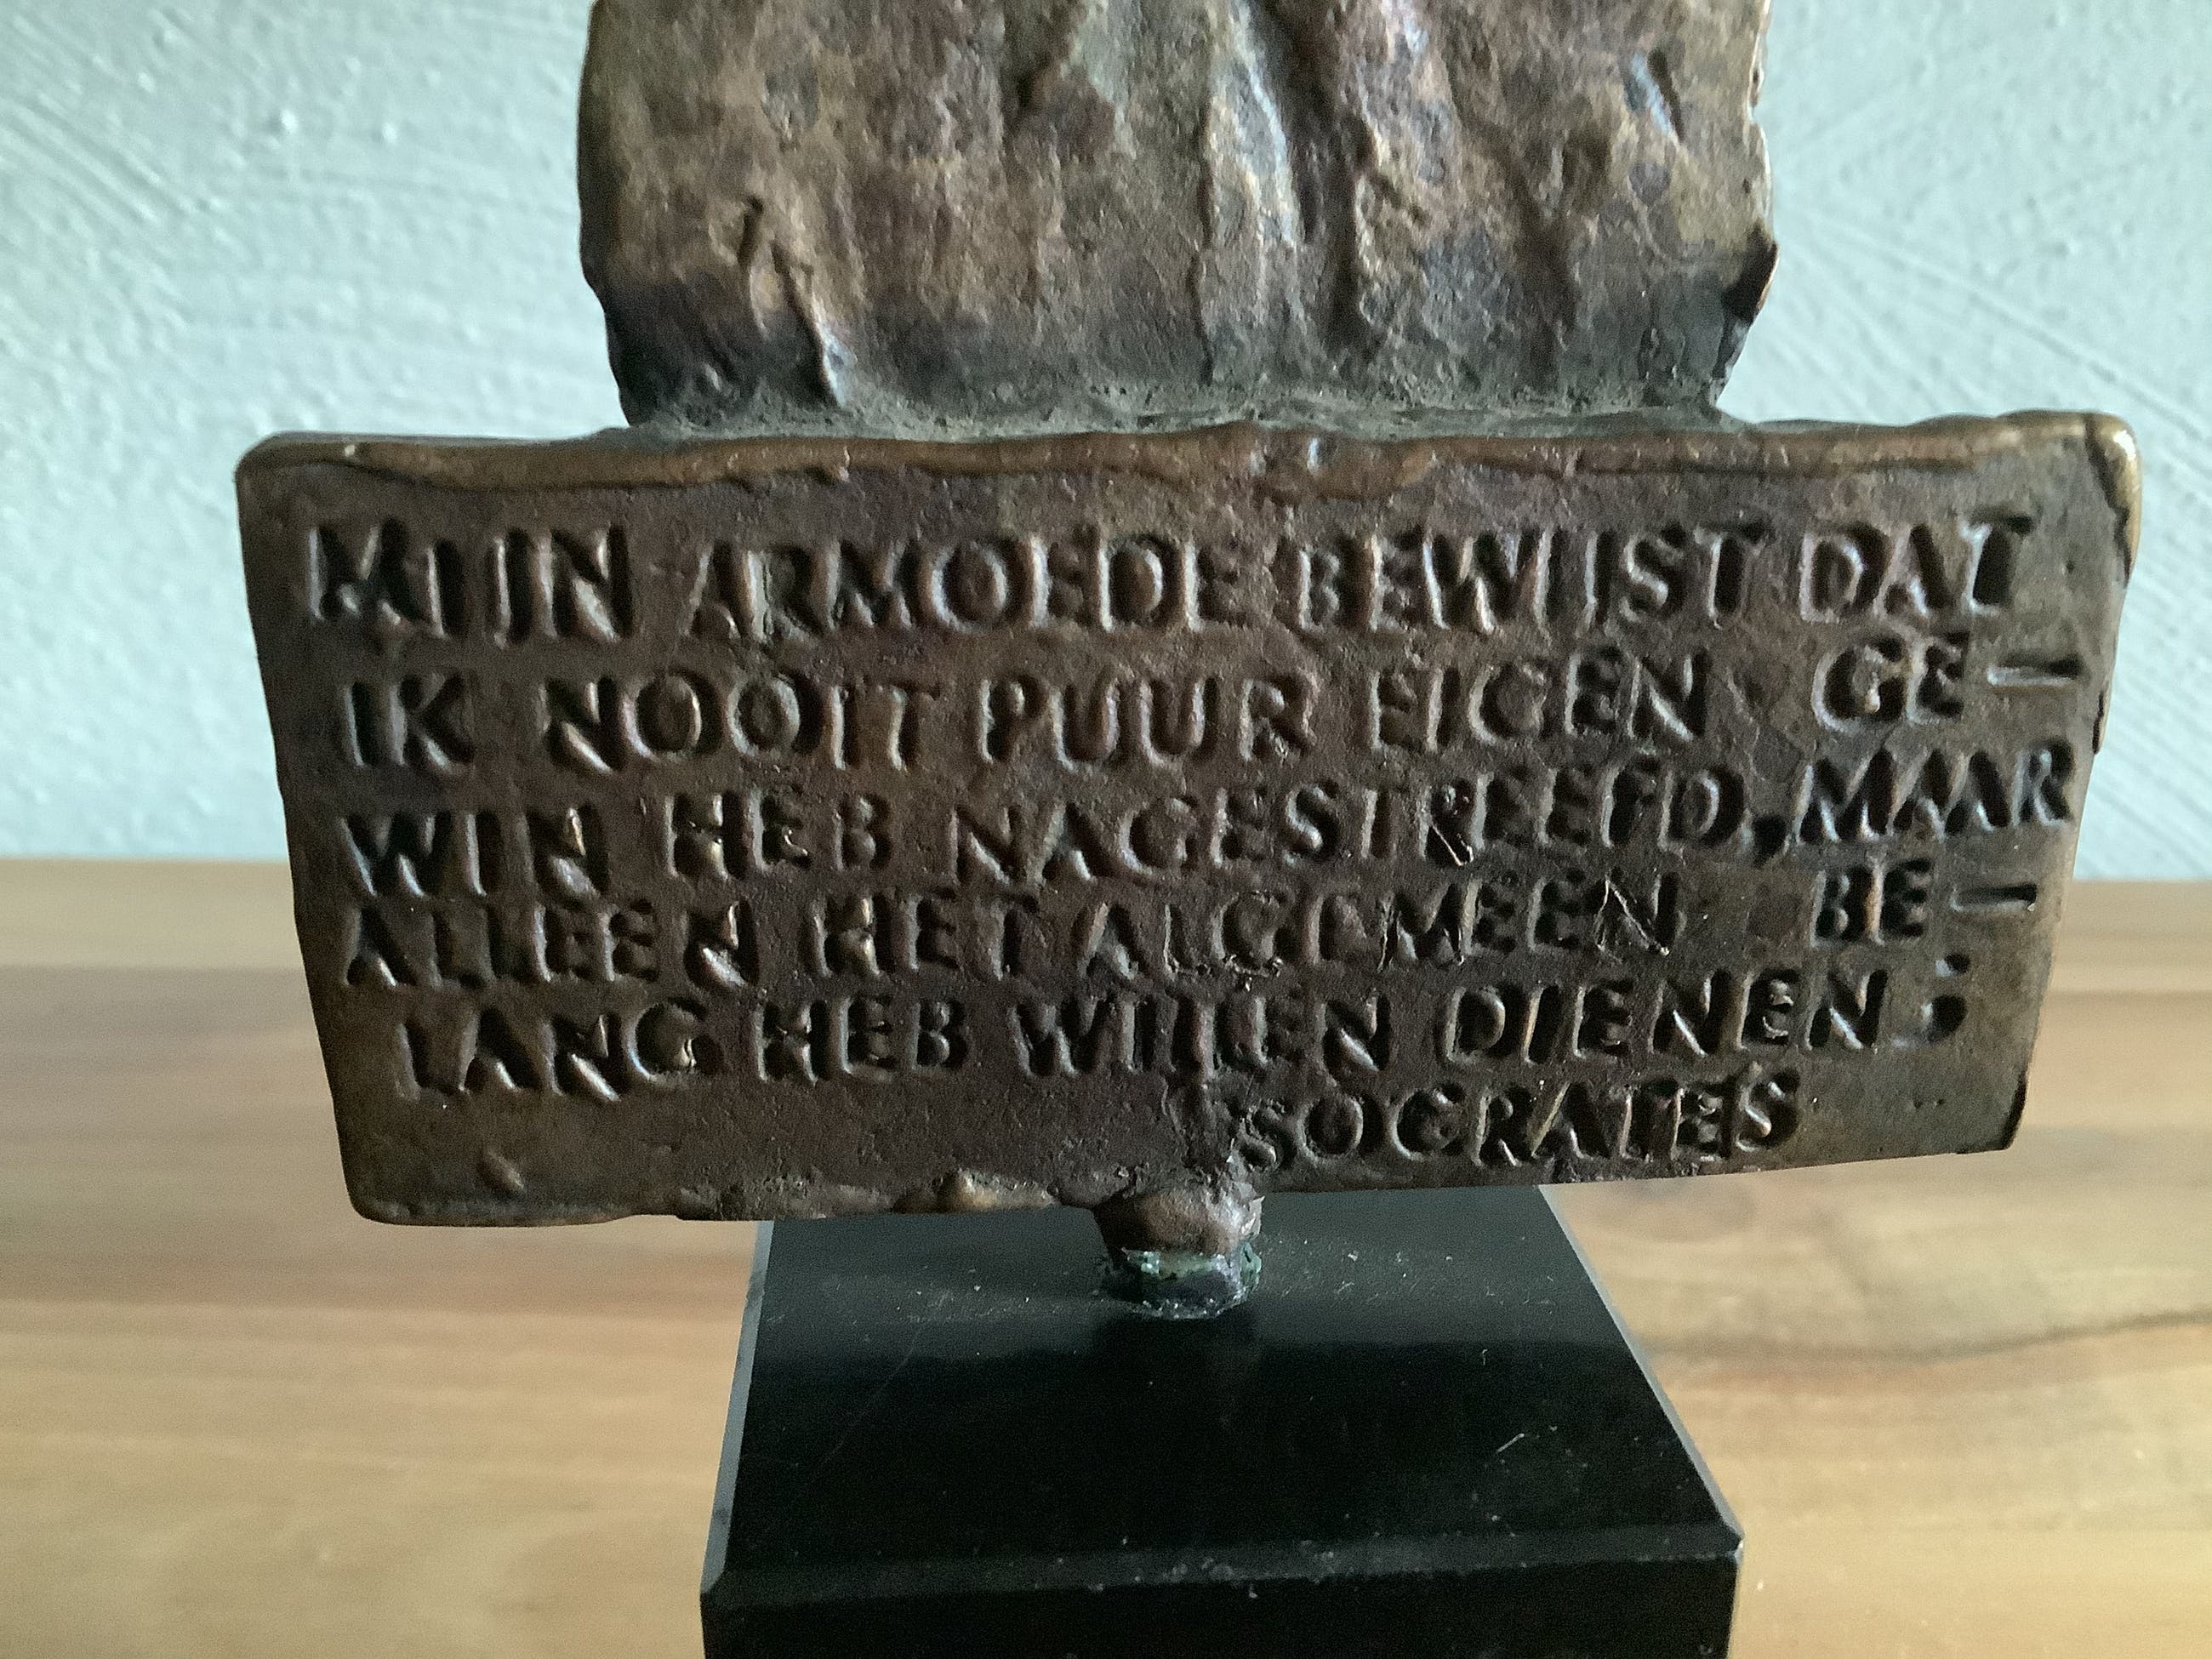 MIJN ARMOEDE BEWIJST DAT
IK NOOIT PUUR EIGEN GE-
WIN HEB NAGESTREEFD, MAAR
ALLEEN HET ALGEMEEN BE-
LANG HEB WILLEN DIENEN;
SOCRATES